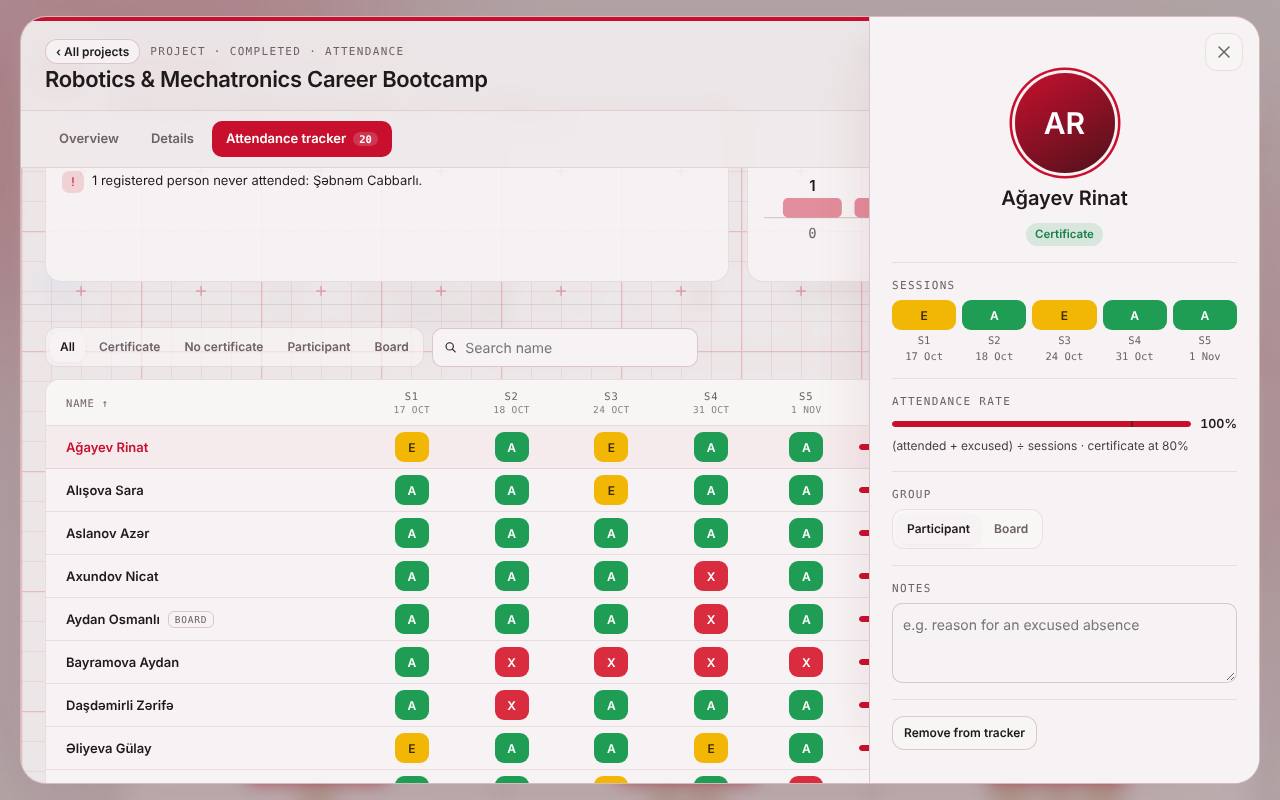 ‹ All projects PROJECT · COMPLETED · ATTENDANCE
Robotics & Mechatronics Career Bootcamp
Overview Details Attendance tracker 20
! 1 registered person never attended: Şəbnəm Cabbarlı.
1
0
All Certificate No certificate Participant Board Search name
NAME ↑ S1 S2 S3 S4 S5
17 OCT 18 OCT 24 OCT 31 OCT 1 NOV
Ağayev Rinat E A E A A
Alışova Sara A A E A A
Aslanov Azər A A A A A
Axundov Nicat A A A X A
Aydan Osmanlı BOARD A A A X A
Bayramova Aydan A X X X X
Daşdəmirli Zərifə A X A A A
Əliyeva Gülay E A A E A
AR
Ağayev Rinat
Certificate
SESSIONS
E A E A A
S1 S2 S3 S4 S5
17 Oct 18 Oct 24 Oct 31 Oct 1 Nov
ATTENDANCE RATE
100%
(attended + excused) ÷ sessions · certificate at 80%
GROUP
Participant Board
NOTES
e.g. reason for an excused absence
Remove from tracker